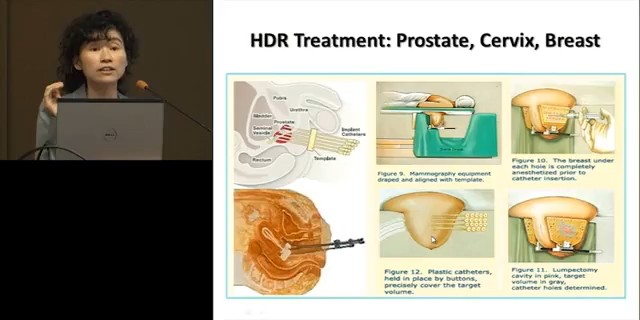 HDR Treatment: Prostate, Cervix, Breast
Pubis
Urethra
Bladder
Prostate
Seminal
Vesicle
Implant
Catheters
Template
Rectum
Figure 9. Mammography equipment
draped and aligned with template.
Figure 10. The breast under
each hole is completely
anesthetized prior to
catheter insertion.
Figure 12. Plastic catheters,
held in place by buttons,
precisely cover the target
volume.
Figure 11. Lumpectomy
cavity in pink, target
volume in gray,
catheter holes determined.
DELL